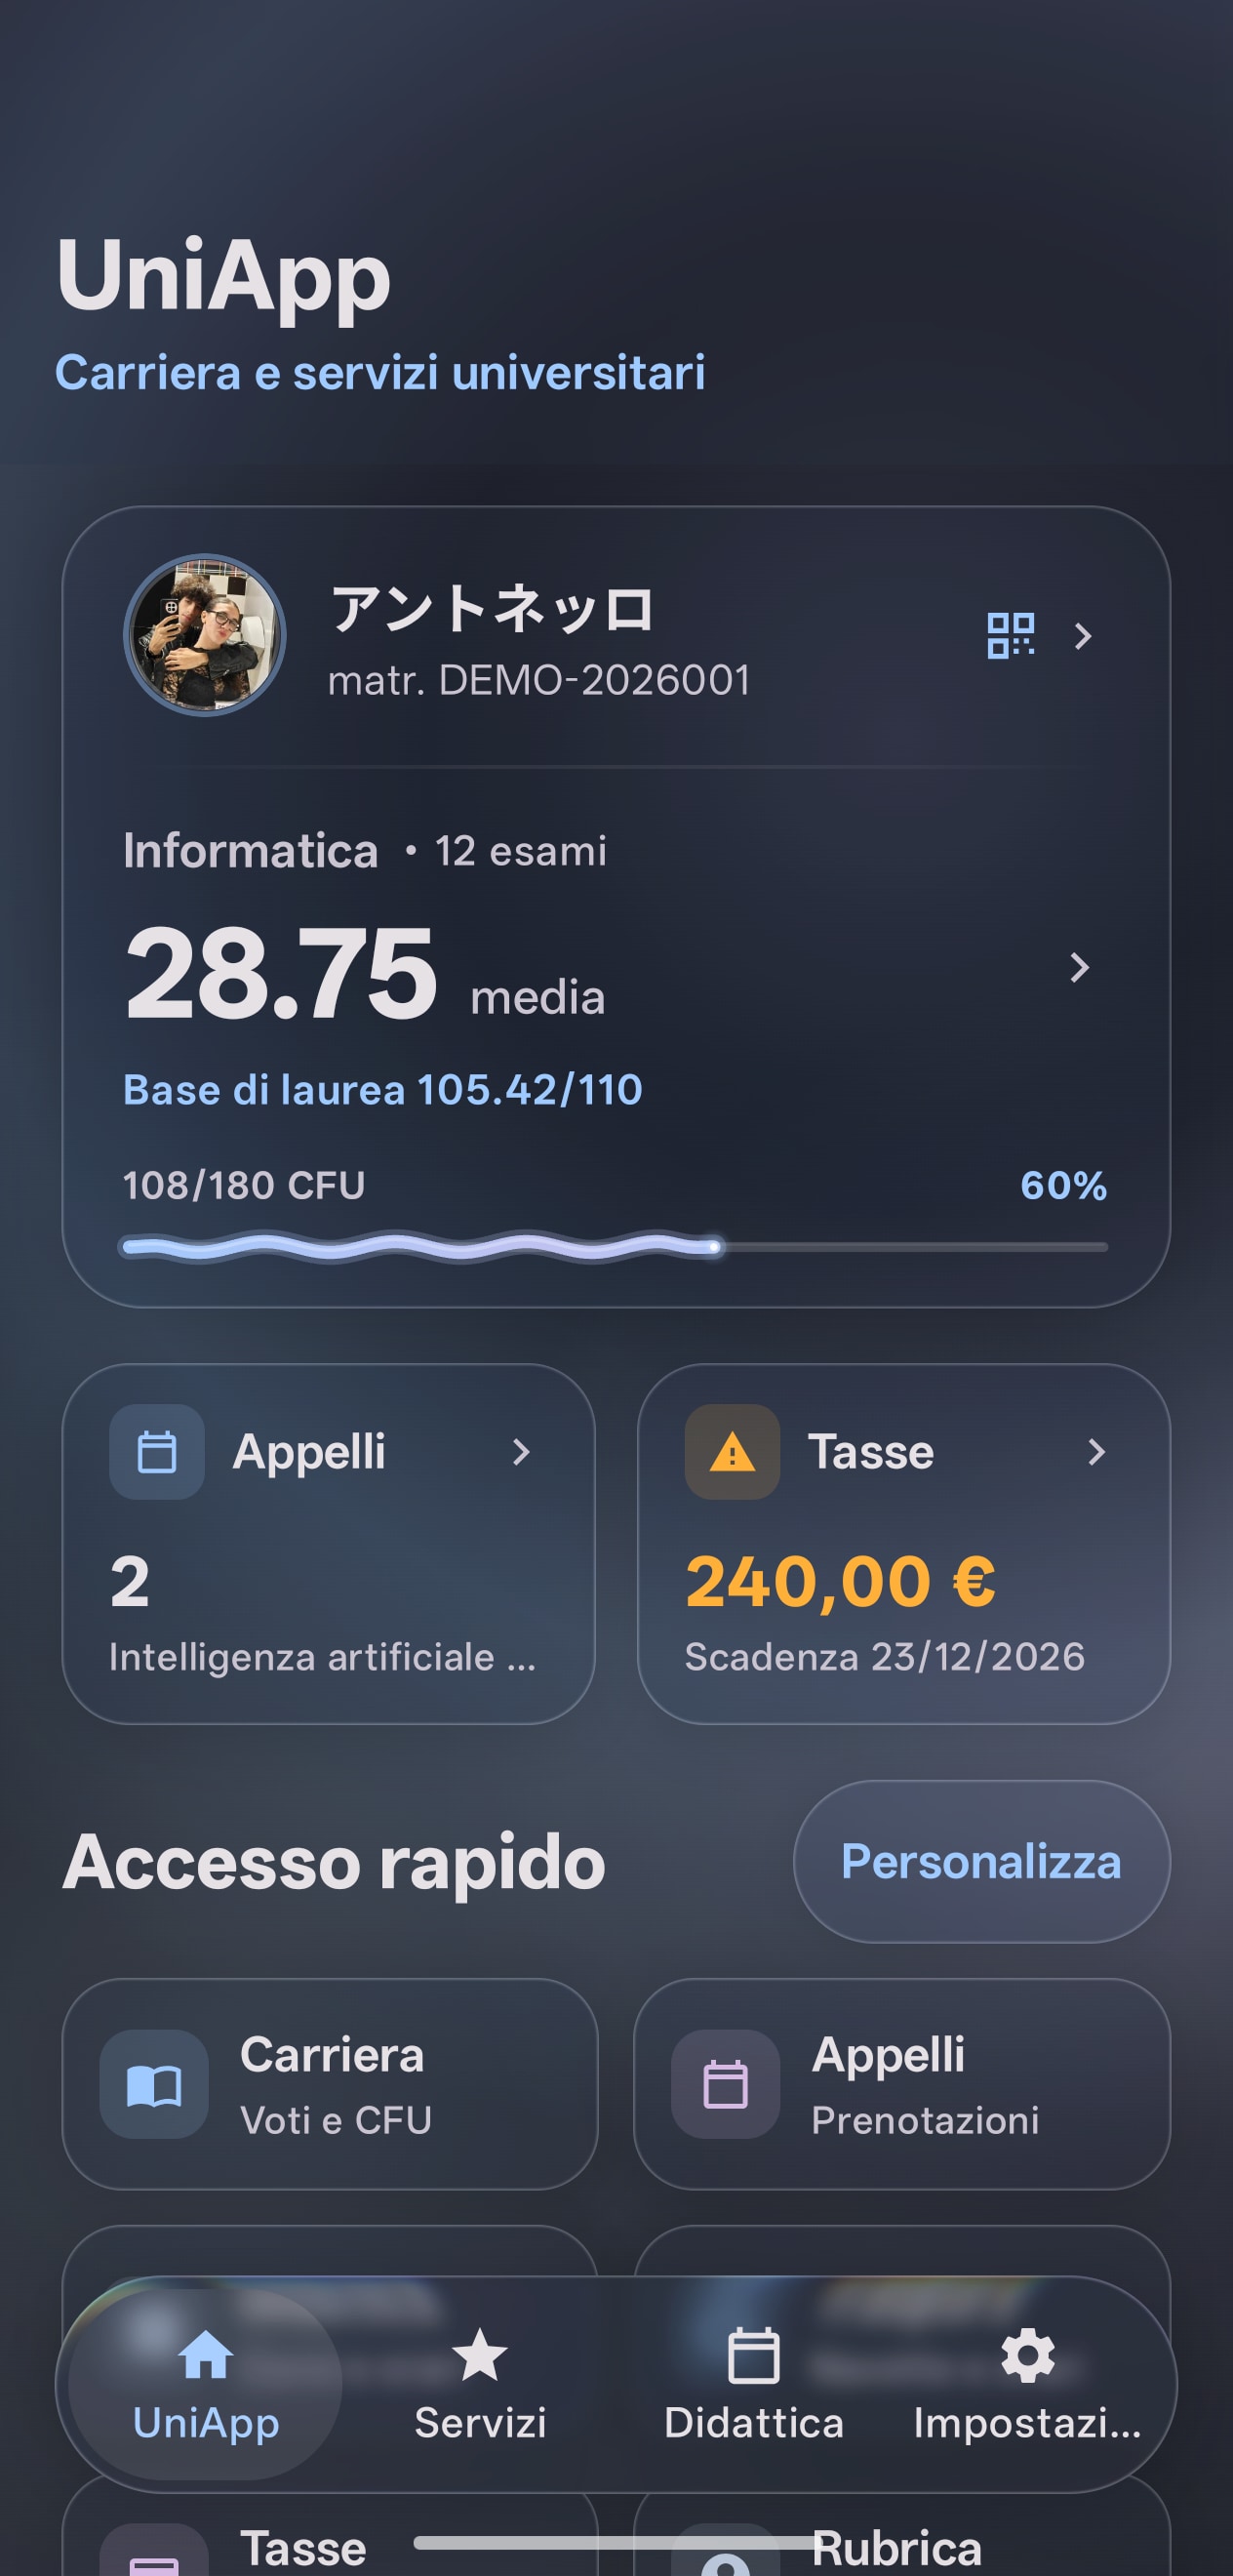 UniApp
Carriera e servizi universitari
アントネッロ
matr. DEMO-2026001
Informatica • 12 esami
28.75 media
Base di laurea 105.42/110
108/180 CFU 60%
Appelli
2
Intelligenza artificiale ...
Tasse
240,00 €
Scadenza 23/12/2026
Accesso rapido
Personalizza
Carriera
Voti e CFU
Appelli
Prenotazioni
UniApp
Servizi
Didattica
Impostazi...
Tasse
Rubrica